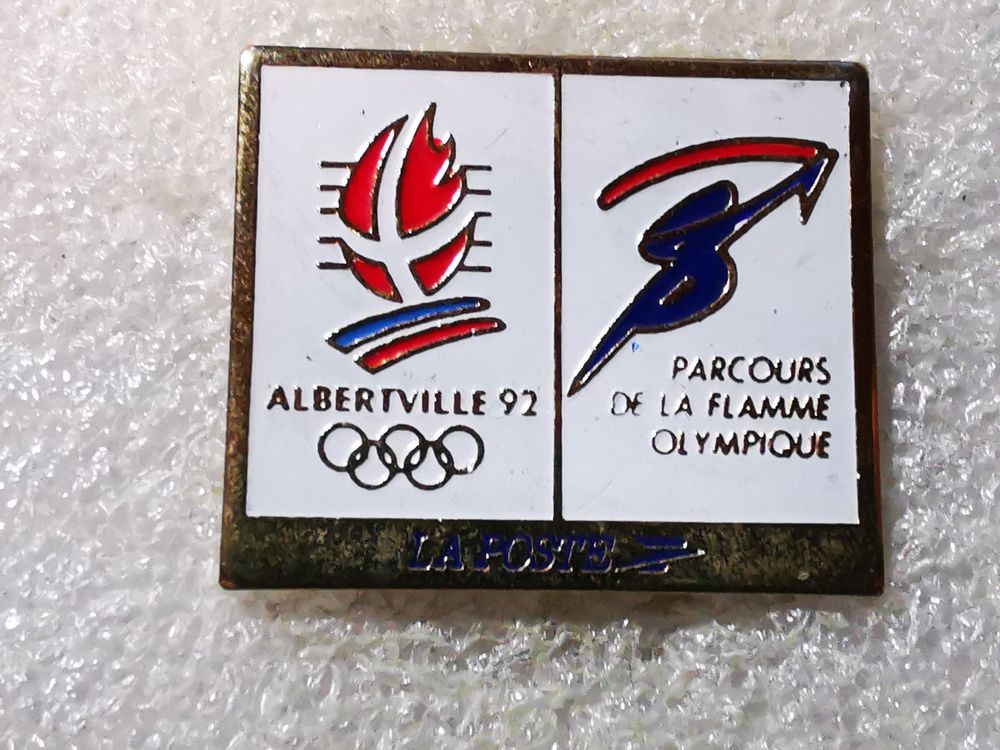 ALBERTVILLE 92
PARCOURS
DE LA FLAMME
OLYMPIQUE
LA POSTE